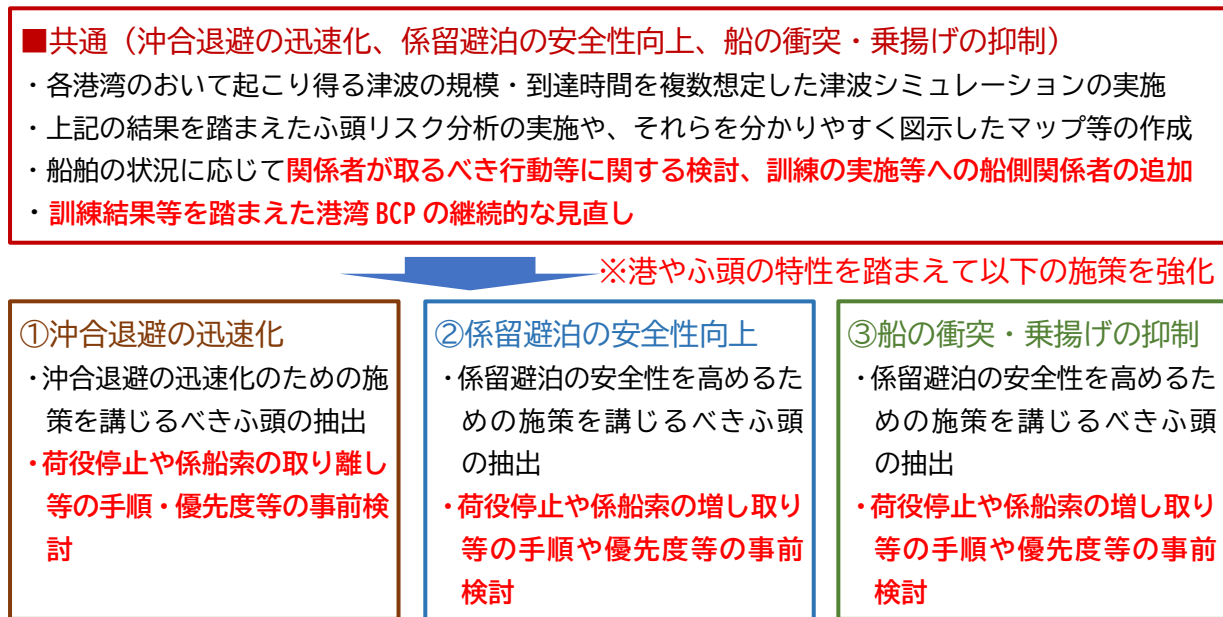 ■共通（沖合退避の迅速化、係留避泊の安全性向上、船の衝突・乗揚げの抑制）
・各港湾のおいて起こり得る津波の規模・到達時間を複数想定した津波シミュレーションの実施
・上記の結果を踏まえたふ頭リスク分析の実施や、それらを分かりやすく図示したマップ等の作成
・船舶の状況に応じて関係者が取るべき行動等に関する検討、訓練の実施等への船側関係者の追加
・訓練結果等を踏まえた港湾BCPの継続的な見直し
※港やふ頭の特性を踏まえて以下の施策を強化
①沖合退避の迅速化
・沖合退避の迅速化のための施
策を講じるべきふ頭の抽出
・荷役停止や係船索の取り離し
等の手順・優先度等の事前検
討
②係留避泊の安全性向上
・係留避泊の安全性を高めるた
めの施策を講じるべきふ頭
の抽出
・荷役停止や係船索の増し取り
等の手順や優先度等の事前
検討
③船の衝突・乗揚げの抑制
・係留避泊の安全性を高めるた
めの施策を講じるべきふ頭
の抽出
・荷役停止や係船索の増し取り
等の手順や優先度等の事前
検討